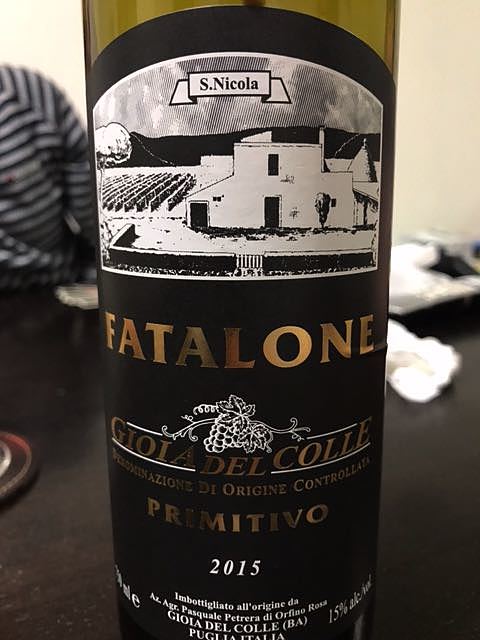 S.Nicola
FATALONE
GIOIA DEL COLLE
DENOMINAZIONE DI ORIGINE CONTROLLATA
PRIMITIVO
2015
Imbottigliato all'origine da
Az. Agr. Pasquale Petrera di Orfino Rosa
ml e GIOIA DEL COLLE (BA) 15% alc/vol.
PUGLIA ITALIA